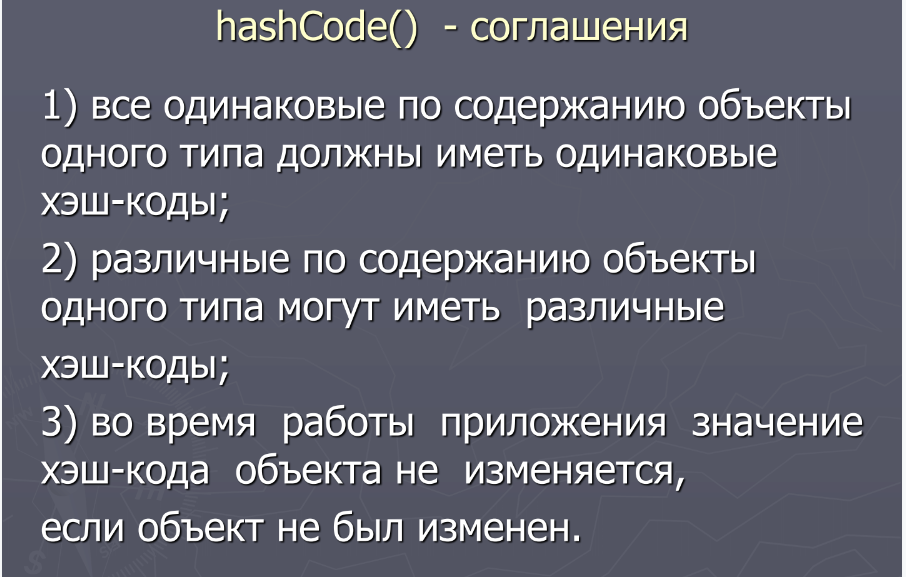 hashCode() - соглашения
1) все одинаковые по содержанию объекты
одного типа должны иметь одинаковые
хэш-коды;
2) различные по содержанию объекты
одного типа могут иметь различные
хэш-коды;
3) во время работы приложения значение
хэш-кода объекта не изменяется,
если объект не был изменен.